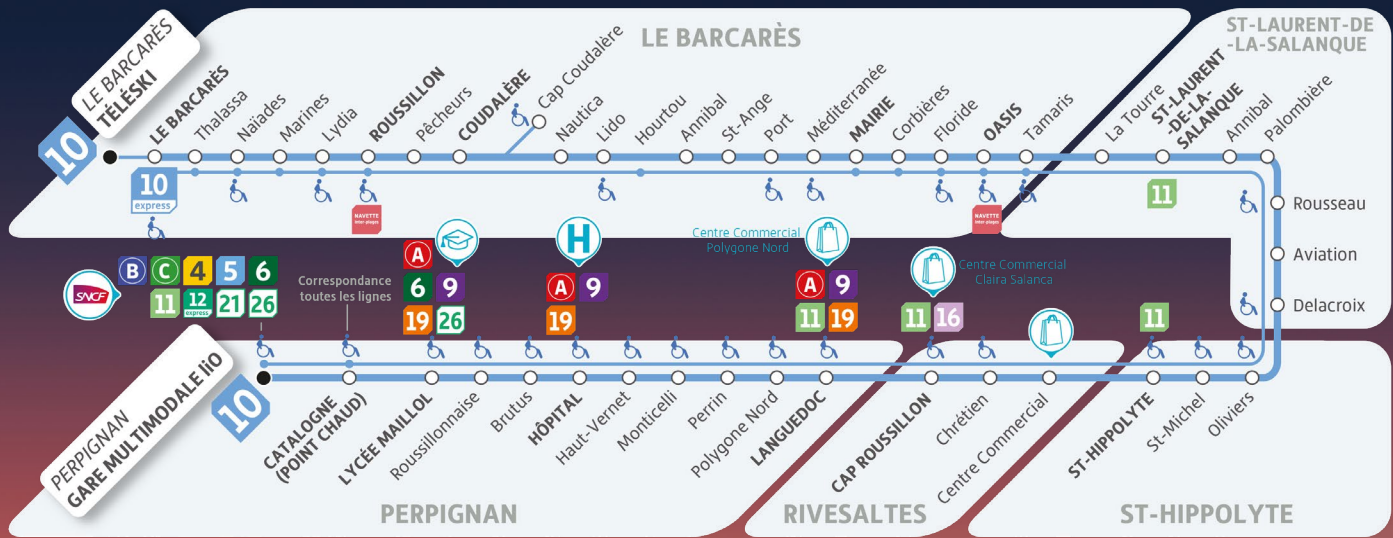 LE BARCARÈS
ST-LAURENT-DE
-LA-SALANQUE
LE BARCARÈS
TÉLÉSKI
10
LE BARCARÈS
Thalassa
Naïades
Marines
Lydia
ROUSSILLON
Pêcheurs
COUDALÈRE
Cap Coudalère
Nautica
Lido
Hourtou
Annibal
St-Ange
Port
Méditerranée
MAIRIE
Corbières
Floride
OASIS
Tamaris
La Tourre
ST-LAURENT
-DE-LA-
SALANQUE
Annibal
Palombière
Rousseau
Aviation
Delacroix
10
express
NAVETTE
inter-plages
NAVETTE
inter-plages
11
SNCF
B C 4 5 6
11 12 21 26
express
Correspondance
toutes les lignes
A
6 9
19 26
H
A 9
19
Centre Commercial
Polygone Nord
A 9
11 19
Centre Commercial
Claira Salanca
11 16
11
PERPIGNAN
GARE MULTIMODALE liO
10
CATALOGNE
(POINT CHAUD)
LYCÉE MAILLOL
Roussillonnaise
Brutus
HÔPITAL
Haut-Vernet
Monticelli
Perrin
Polygone Nord
LANGUEDOC
CAP ROUSSILLON
Chrétien
Centre Commercial
ST-HIPPOLYTE
St-Michel
Oliviers
PERPIGNAN
RIVESALTES
ST-HIPPOLYTE